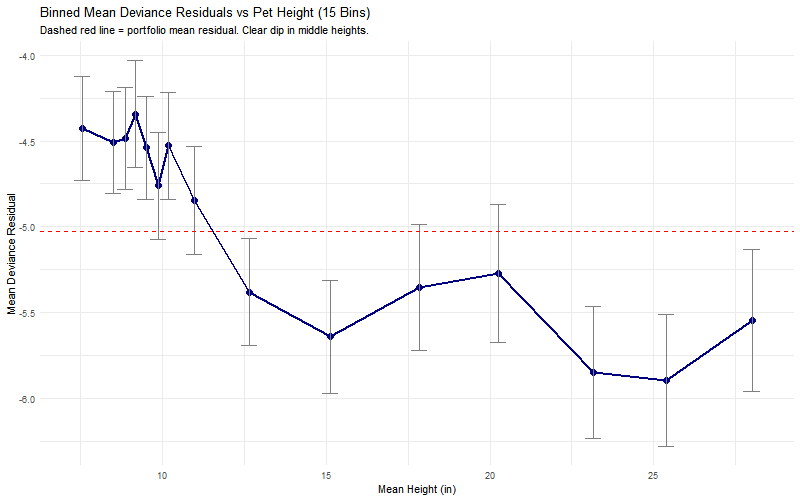 Binned Mean Deviance Residuals vs Pet Height (15 Bins)
Dashed red line = portfolio mean residual. Clear dip in middle heights.
-4.0
-4.5
-5.0
-5.5
-6.0
Mean Deviance Residual
10
15
20
25
Mean Height (in)